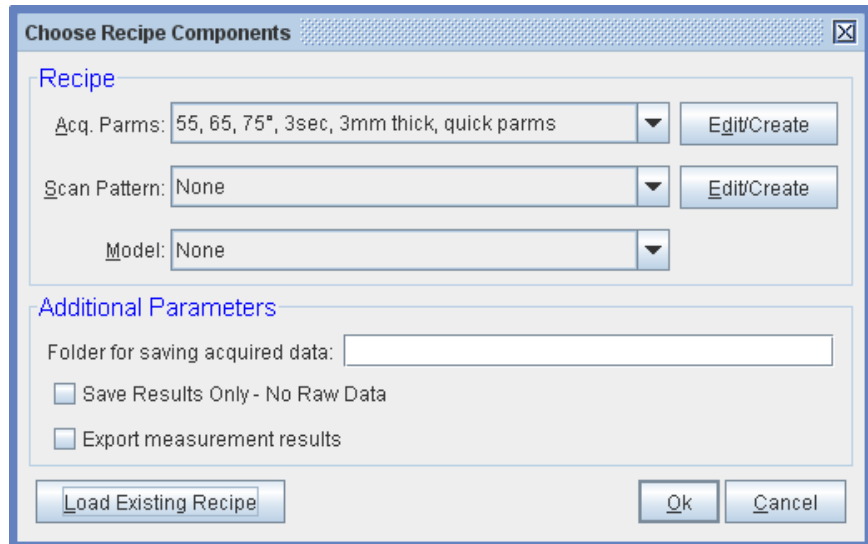 Choose Recipe Components
Recipe
Acq. Parms: 55, 65, 75°, 3sec, 3mm thick, quick parms Edit/Create
Scan Pattern: None Edit/Create
Model: None
Additional Parameters
Folder for saving acquired data:
Save Results Only - No Raw Data
Export measurement results
Load Existing Recipe Ok Cancel